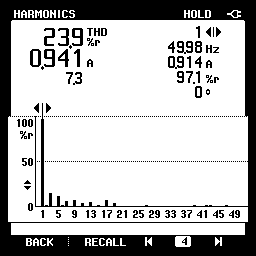 HARMONICS HOLD
23.9 THD %r
0.941 A
7.3
1
49.98 Hz
0.914 A
97.1 %r
0 °
100
%r
50
0
1 5 9 13 17 21 25 29 33 37 41 45 49
BACK RECALL 4